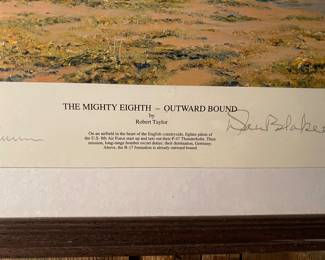 THE MIGHTY EIGHTH – OUTWARD BOUND
by
Robert Taylor
On an airfield in the heart of the English countryside, fighter pilots of
the U.S. 8th Air Force start up and taxi out their P-47 Thunderbolts. Their
mission, long-range bomber escort duties; their destination, Germany.
Above, the B-17 formation is already outward bound.